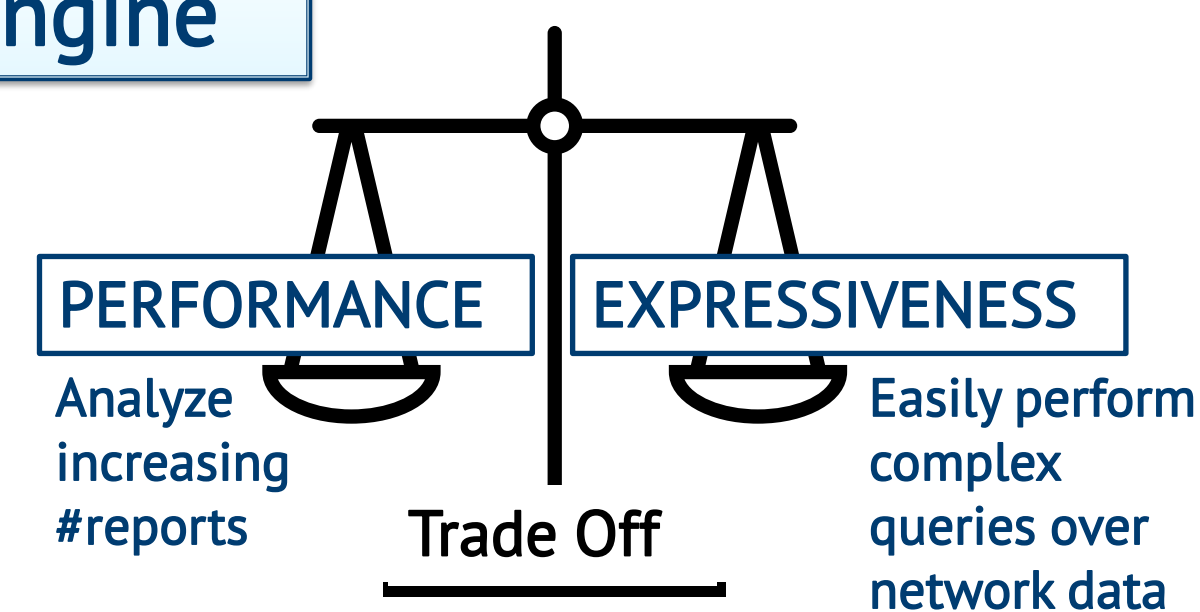 ngine
PERFORMANCE
EXPRESSIVENESS
Analyze
increasing
#reports
Easily perform
complex
queries over
network data
Trade Off